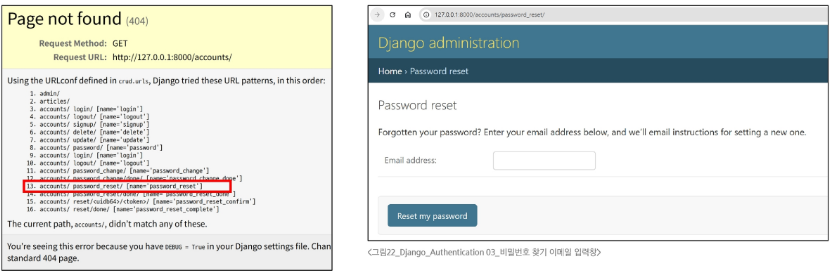 Page not found (404)
Request Method: GET
Request URL: http://127.0.0.1:8000/accounts/
Using the URLconf defined in crud.urls, Django tried these URL patterns, in this order:
1. admin/
2. articles/
3. accounts/ login/ [name='login']
4. accounts/ logout/ [name='logout']
5. accounts/ signup/ [name='signup']
6. accounts/ delete/ [name='delete']
7. accounts/ update/ [name='update']
8. accounts/ password/ [name='password']
9. accounts/ login/ [name='login']
10. accounts/ logout/ [name='logout']
11. accounts/ password_change/ [name='password_change']
12. accounts/ password_change/done/ [name='password_change_done']
13. accounts/ password_reset/ [name='password_reset']
14. accounts/ password_reset/done/ [name='password_reset_done']
15. accounts/ reset/<uidb64>/<token>/ [name='password_reset_confirm']
16. accounts/ reset/done/ [name='password_reset_complete']
The current path, accounts/, didn't match any of these.
You're seeing this error because you have DEBUG = True in your Django settings file. Chan
standard 404 page.
127.0.0.1:8000/accounts/password_reset/
Django administration
Home › Password reset
Password reset
Forgotten your password? Enter your email address below, and we'll email instructions for setting a new one.
Email address:
Reset my password
<그림22_Django_Authentication 03_비밀번호 찾기 이메일 입력창>